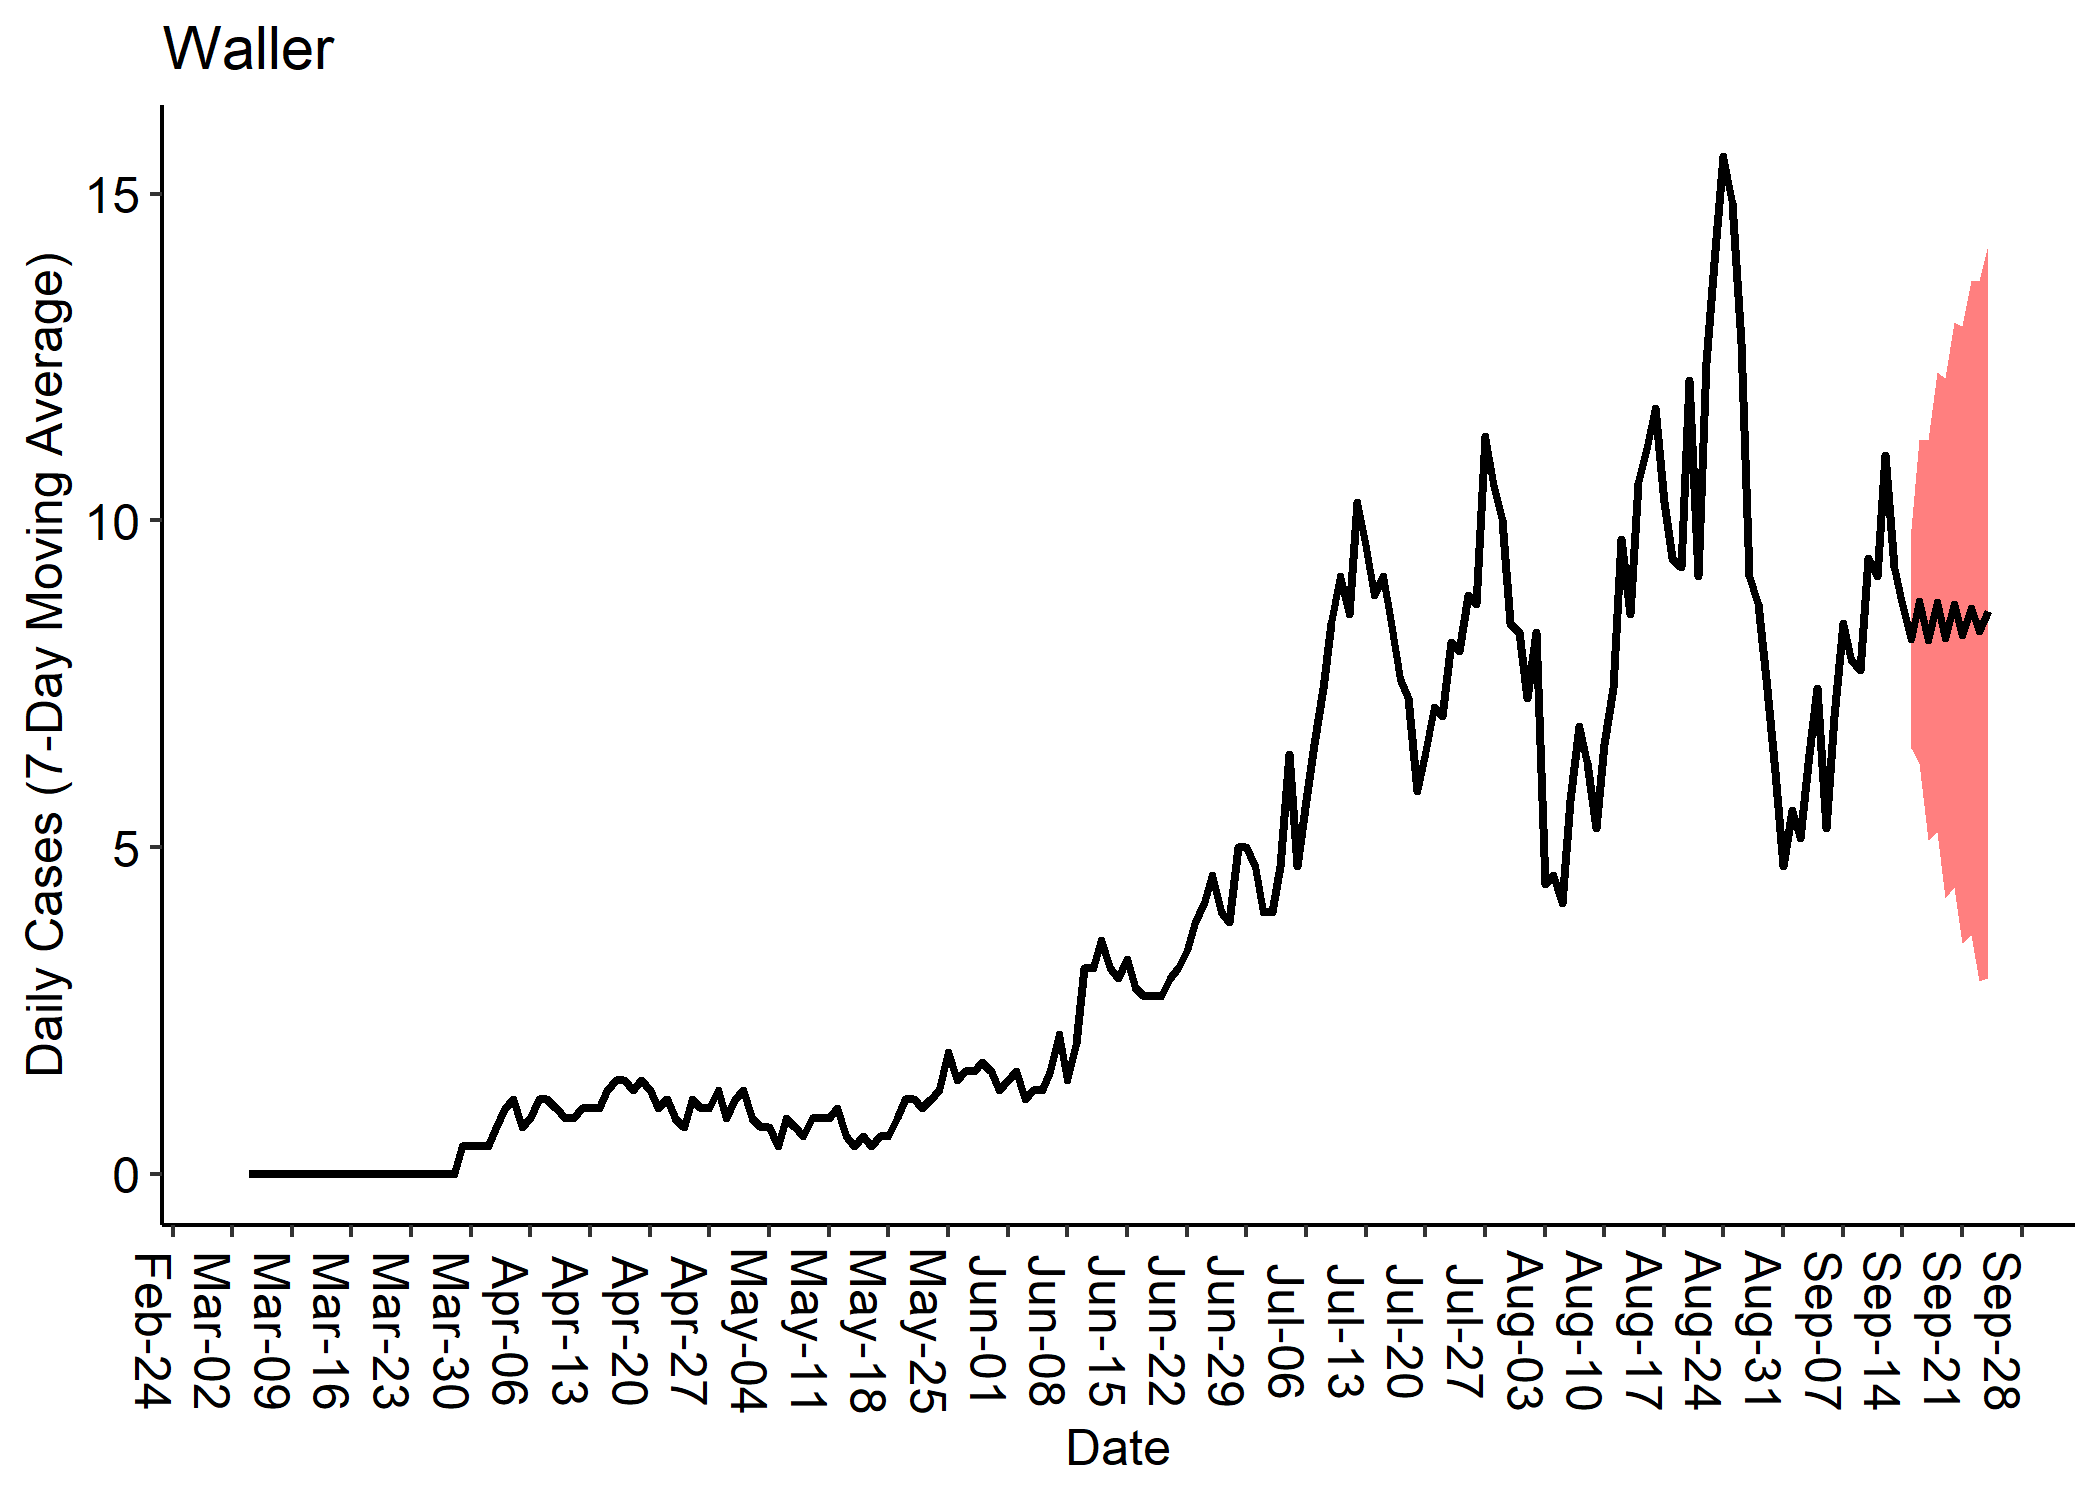 Waller
Daily Cases (7-Day Moving Average)
15
10
5
0
Feb-24
Mar-02
Mar-09
Mar-16
Mar-23
Mar-30
Apr-06
Apr-13
Apr-20
Apr-27
May-04
May-11
May-18
May-25
Jun-01
Jun-08
Jun-15
Jun-22
Jun-29
Jul-06
Jul-13
Jul-20
Jul-27
Aug-03
Aug-10
Aug-17
Aug-24
Aug-31
Sep-07
Sep-14
Sep-21
Sep-28
Date